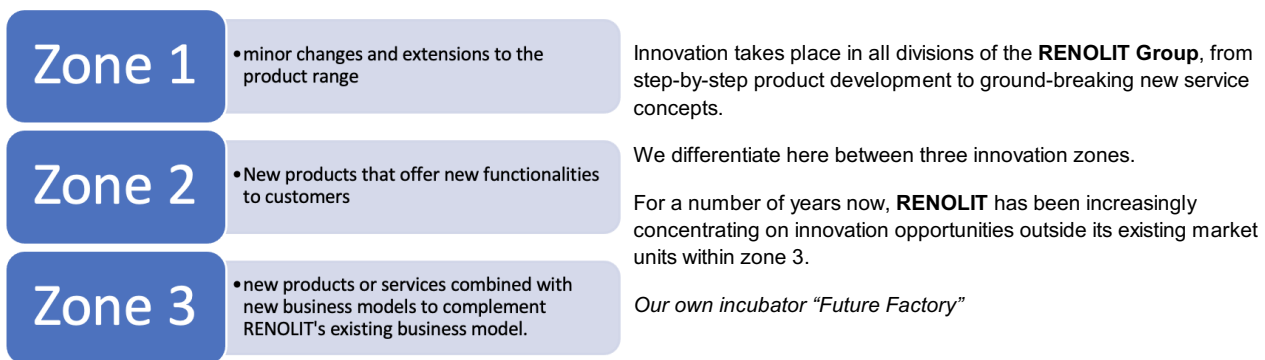 Zone 1
•minor changes and extensions to the
product range
Zone 2
•New products that offer new functionalities
to customers
Zone 3
•new products or services combined with
new business models to complement
RENOLIT's existing business model.
Innovation takes place in all divisions of the RENOLIT Group, from
step-by-step product development to ground-breaking new service
concepts.
We differentiate here between three innovation zones.
For a number of years now, RENOLIT has been increasingly
concentrating on innovation opportunities outside its existing market
units within zone 3.
Our own incubator “Future Factory”